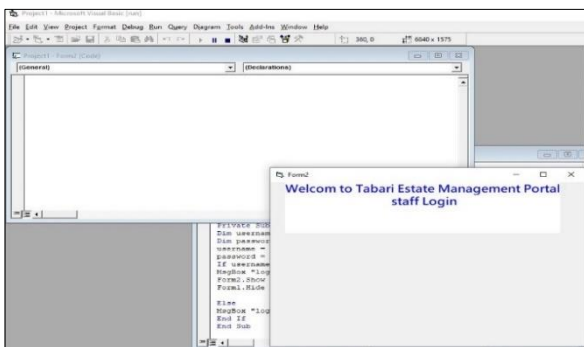 Project1 - Microsoft Visual Basic [run]
File Edit View Project Format Debug Run Query Diagram Tools Add-Ins Window Help
360, 0 6640 x 1575
Project1 - Form2 (Code)
(General) (Declarations)
Form2
Welcom to Tabari Estate Management Portal
staff Login
Private Sub
Dim usernam
Dim passwor
username =
password =
If username
MsgBox "log
Form2.Show
Form1.Hide
Else
MsgBox "log
End If
End Sub